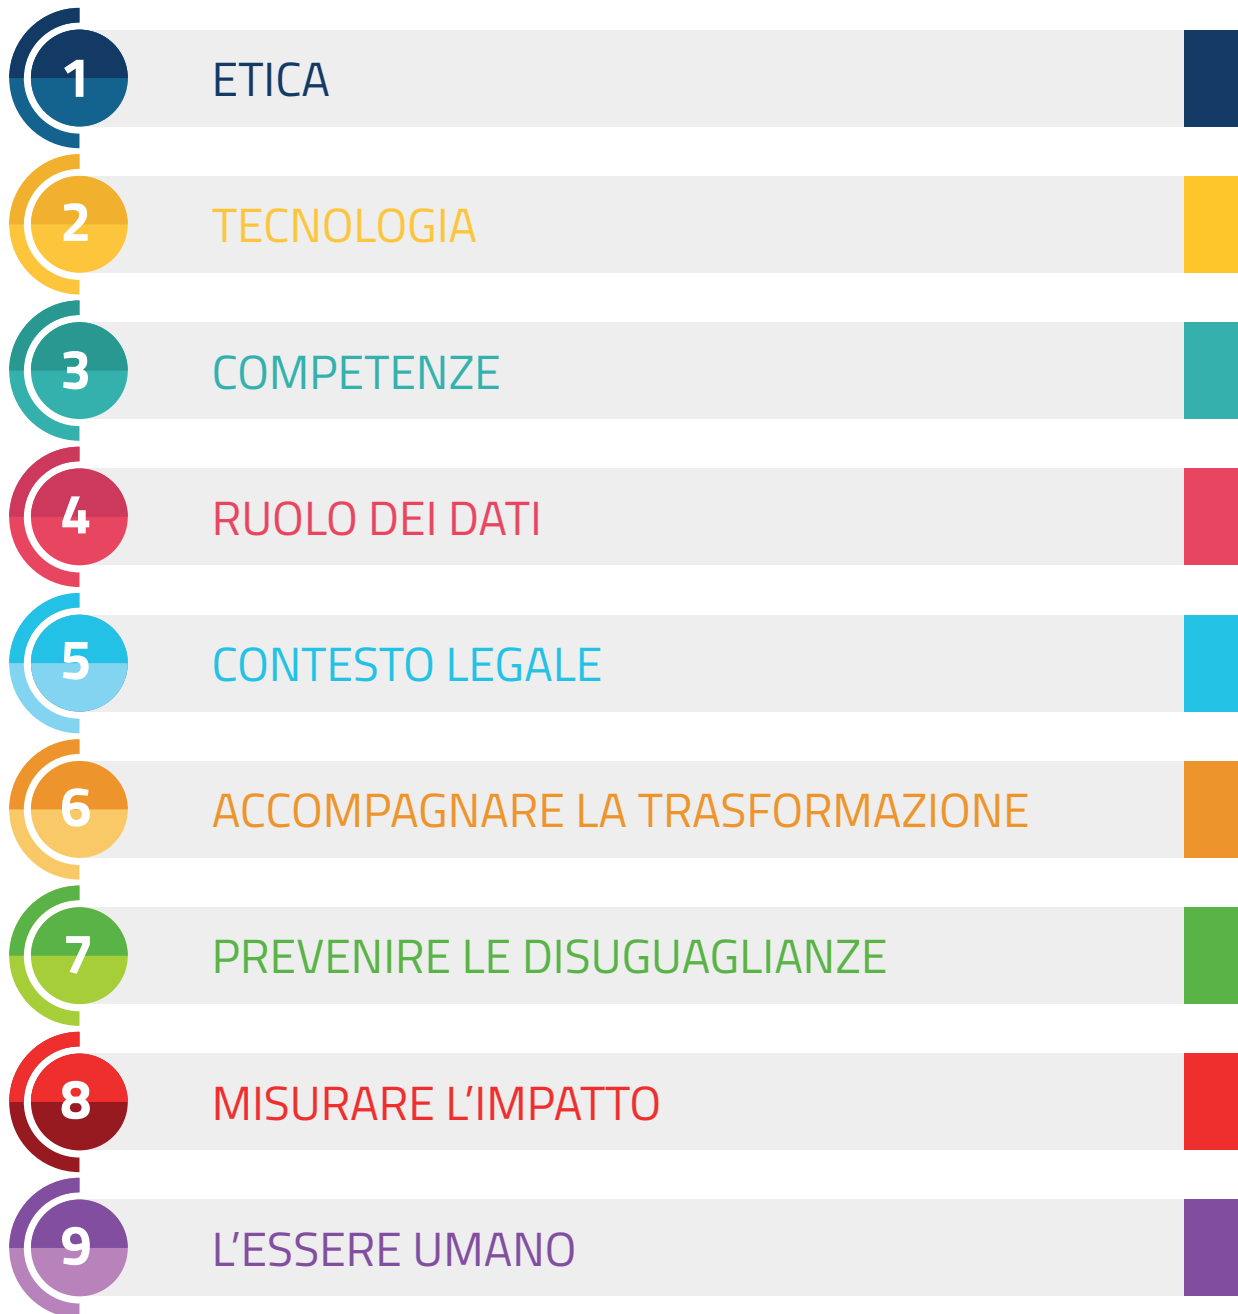 1 ETICA
2 TECNOLOGIA
3 COMPETENZE
4 RUOLO DEI DATI
5 CONTESTO LEGALE
6 ACCOMPAGNARE LA TRASFORMAZIONE
7 PREVENIRE LE DISUGUAGLIANZE
8 MISURARE L’IMPATTO
9 L’ESSERE UMANO